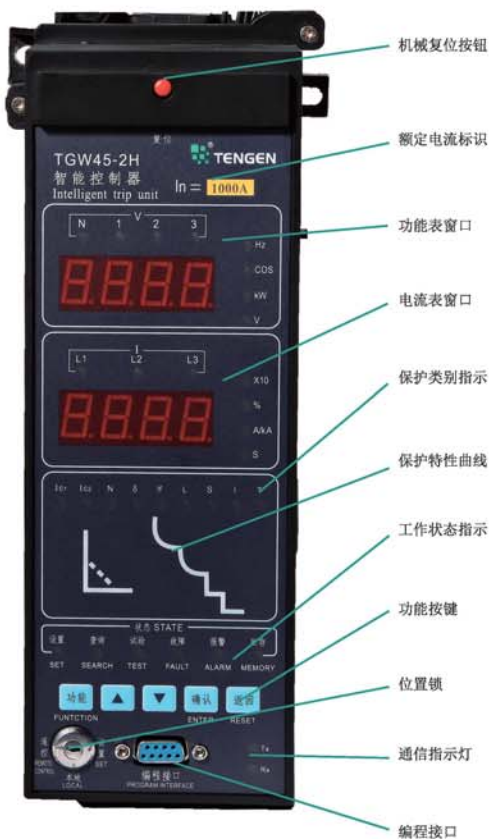 机械复位按钮
复位
TGW45-2H
TENGEN
额定电流标识
智能控制器
Intelligent trip unit
In= 1000A
V
N 1 2 3
功能表窗口
Hz
COS
kW
V
电流表窗口
I
L1 L2 L3
X10
%
A/kA
S
保护类别指示
N δ L S I T
保护特性曲线
工作状态指示
状态 STATE
设置 查询 试验 故障 报警
SET SEARCH TEST FAULT ALARM MEMORY
功能按键
功能 ▲ ▼ 确认 返回
FUNTCTION ENTER RESET
位置锁
REMOTE CONTROL
SET
本地
LOCAL
编程接口
PROGRAM INTERFACE
Tx
Rx
通信指示灯
编程接口